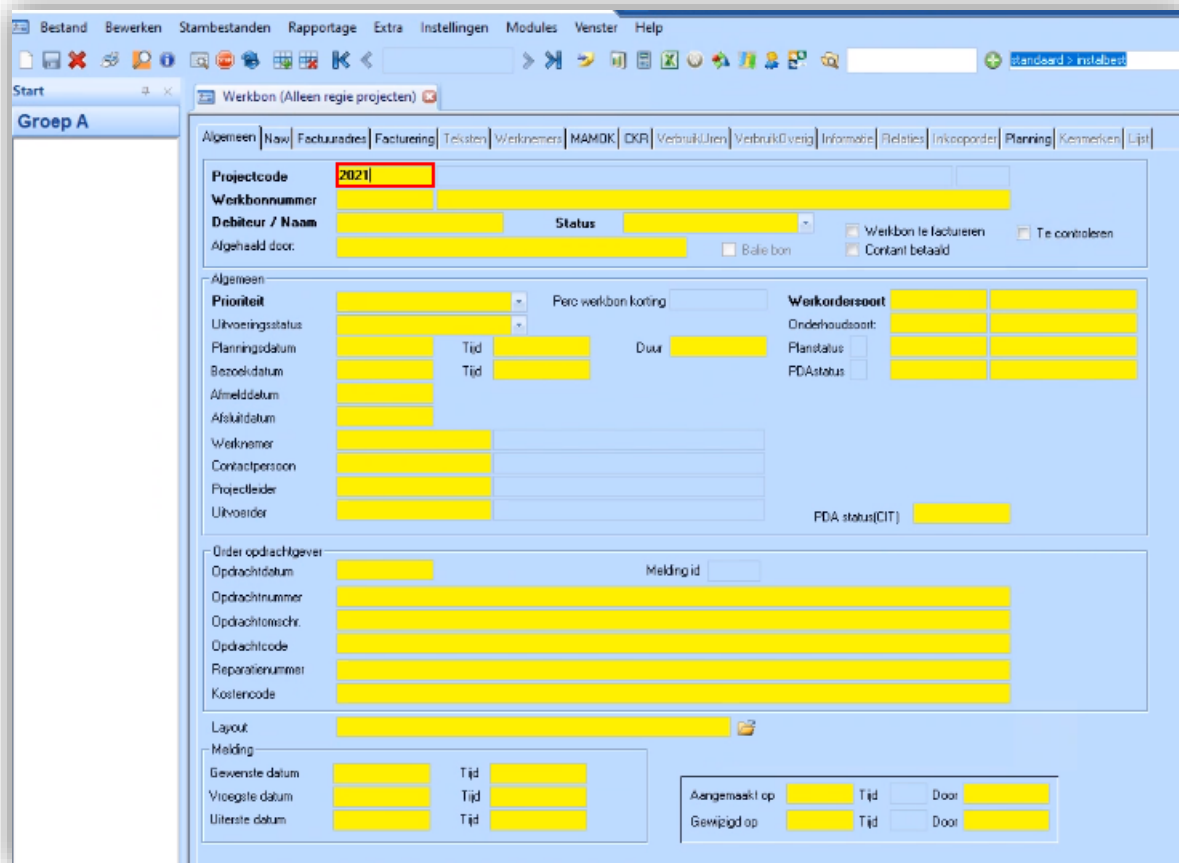 Bestand Bewerken Stambestanden Rapportage Extra Instellingen Modules Venster Help
standaard > instalbest
Start
Groep A
Werkbon (Alleen regie projecten)
Algemeen Naw Factuuradres Facturering Teksten Werknemers MAMOK CKR VerbruikUren VerbruikOverig Informatie Relaties Inkooporder Planning Kenmerken Lijst
Projectcode 2021
Werkbonnummer
Debiteur / Naam Status Werkbon te factureren Te controleren
Afgehaald door: Balie bon Contant betaald
Algemeen
Prioriteit Perc werkbon korting Werkordersoort
Uitvoeringsstatus Onderhoudsoort:
Planningsdatum Tijd Duur Planstatus
Bezoekdatum Tijd PDAstatus
Afmelddatum
Afsluitdatum
Werknemer
Contactpersoon
Projectleider
Uitvoerder PDA status(CIT)
Order opdrachtgever
Opdrachtdatum Melding id
Opdrachtnummer
Opdrachtomschr.
Opdrachtcode
Reparatienummer
Kostencode
Layout
Melding
Gewenste datum Tijd
Vroegste datum Tijd
Uiterste datum Tijd
Aangemaakt op Tijd Door
Gewijzigd op Tijd Door